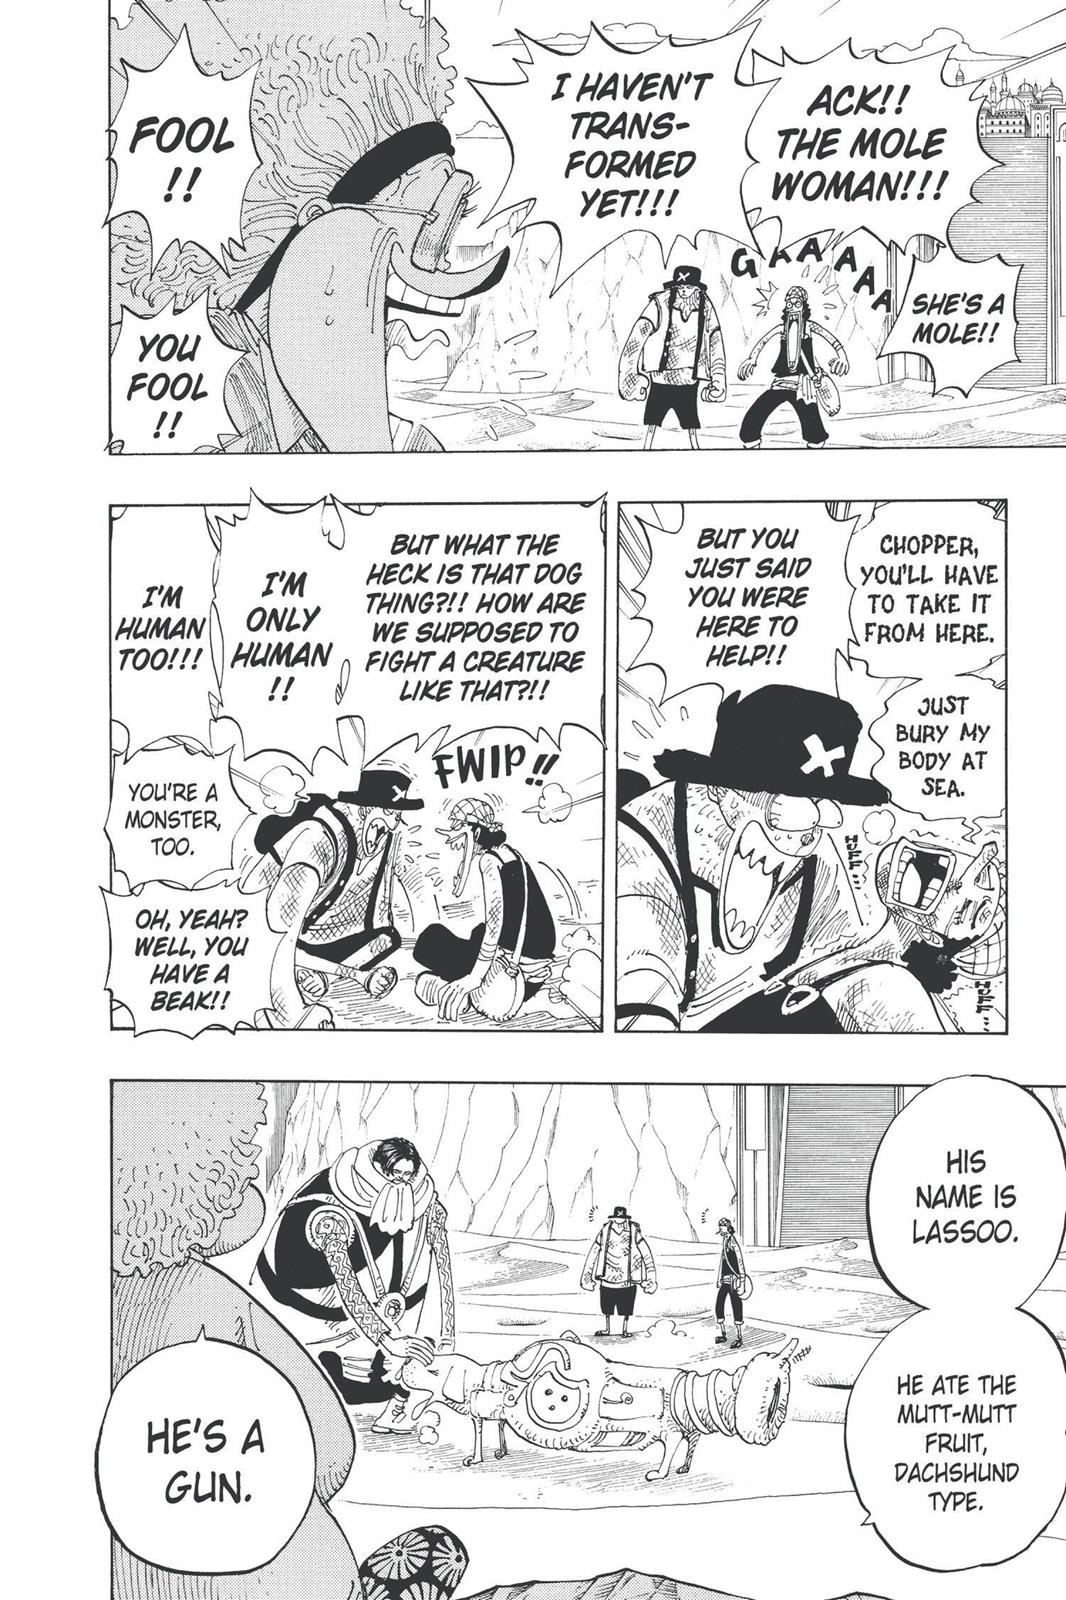 ACK!!
THE MOLE
WOMAN!!!
SHE'S A
MOLE!!
GAAAAAA
I HAVEN'T
TRANS-
FORMED
YET!!!
FOOL
!!
YOU
FOOL
!!
CHOPPER,
YOU'LL HAVE
TO TAKE IT
FROM HERE.
JUST
BURY MY
BODY AT
SEA.
BUT YOU
JUST SAID
YOU WERE
HERE TO
HELP!!
HUFF...
HUFF...
BUT WHAT THE
HECK IS THAT DOG
THING?!! HOW ARE
WE SUPPOSED TO
FIGHT A CREATURE
LIKE THAT?!!
FWIP!!
I'M
ONLY
HUMAN
!!
I'M
HUMAN
TOO!!!
YOU'RE A
MONSTER,
TOO.
OH, YEAH?
WELL, YOU
HAVE A
BEAK!!
HIS
NAME IS
LASSOO.
HE ATE THE
MUTT-MUTT
FRUIT,
DACHSHUND
TYPE.
HE'S A
GUN.